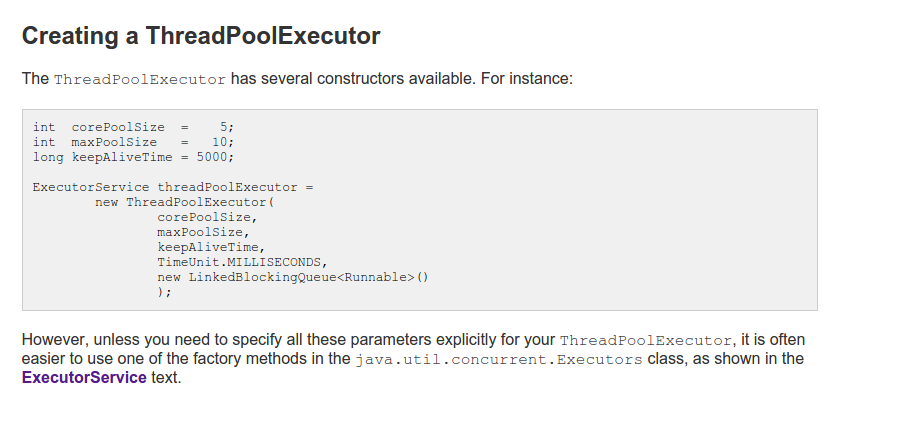 Creating a ThreadPoolExecutor
The ThreadPoolExecutor has several constructors available. For instance:
int  corePoolSize  =    5;
int  maxPoolSize   =   10;
long keepAliveTime = 5000;
ExecutorService threadPoolExecutor =
        new ThreadPoolExecutor(
                corePoolSize,
                maxPoolSize,
                keepAliveTime,
                TimeUnit.MILLISECONDS,
                new LinkedBlockingQueue<Runnable>()
                );
However, unless you need to specify all these parameters explicitly for your ThreadPoolExecutor, it is often
easier to use one of the factory methods in the java.util.concurrent.Executors class, as shown in the
ExecutorService text.